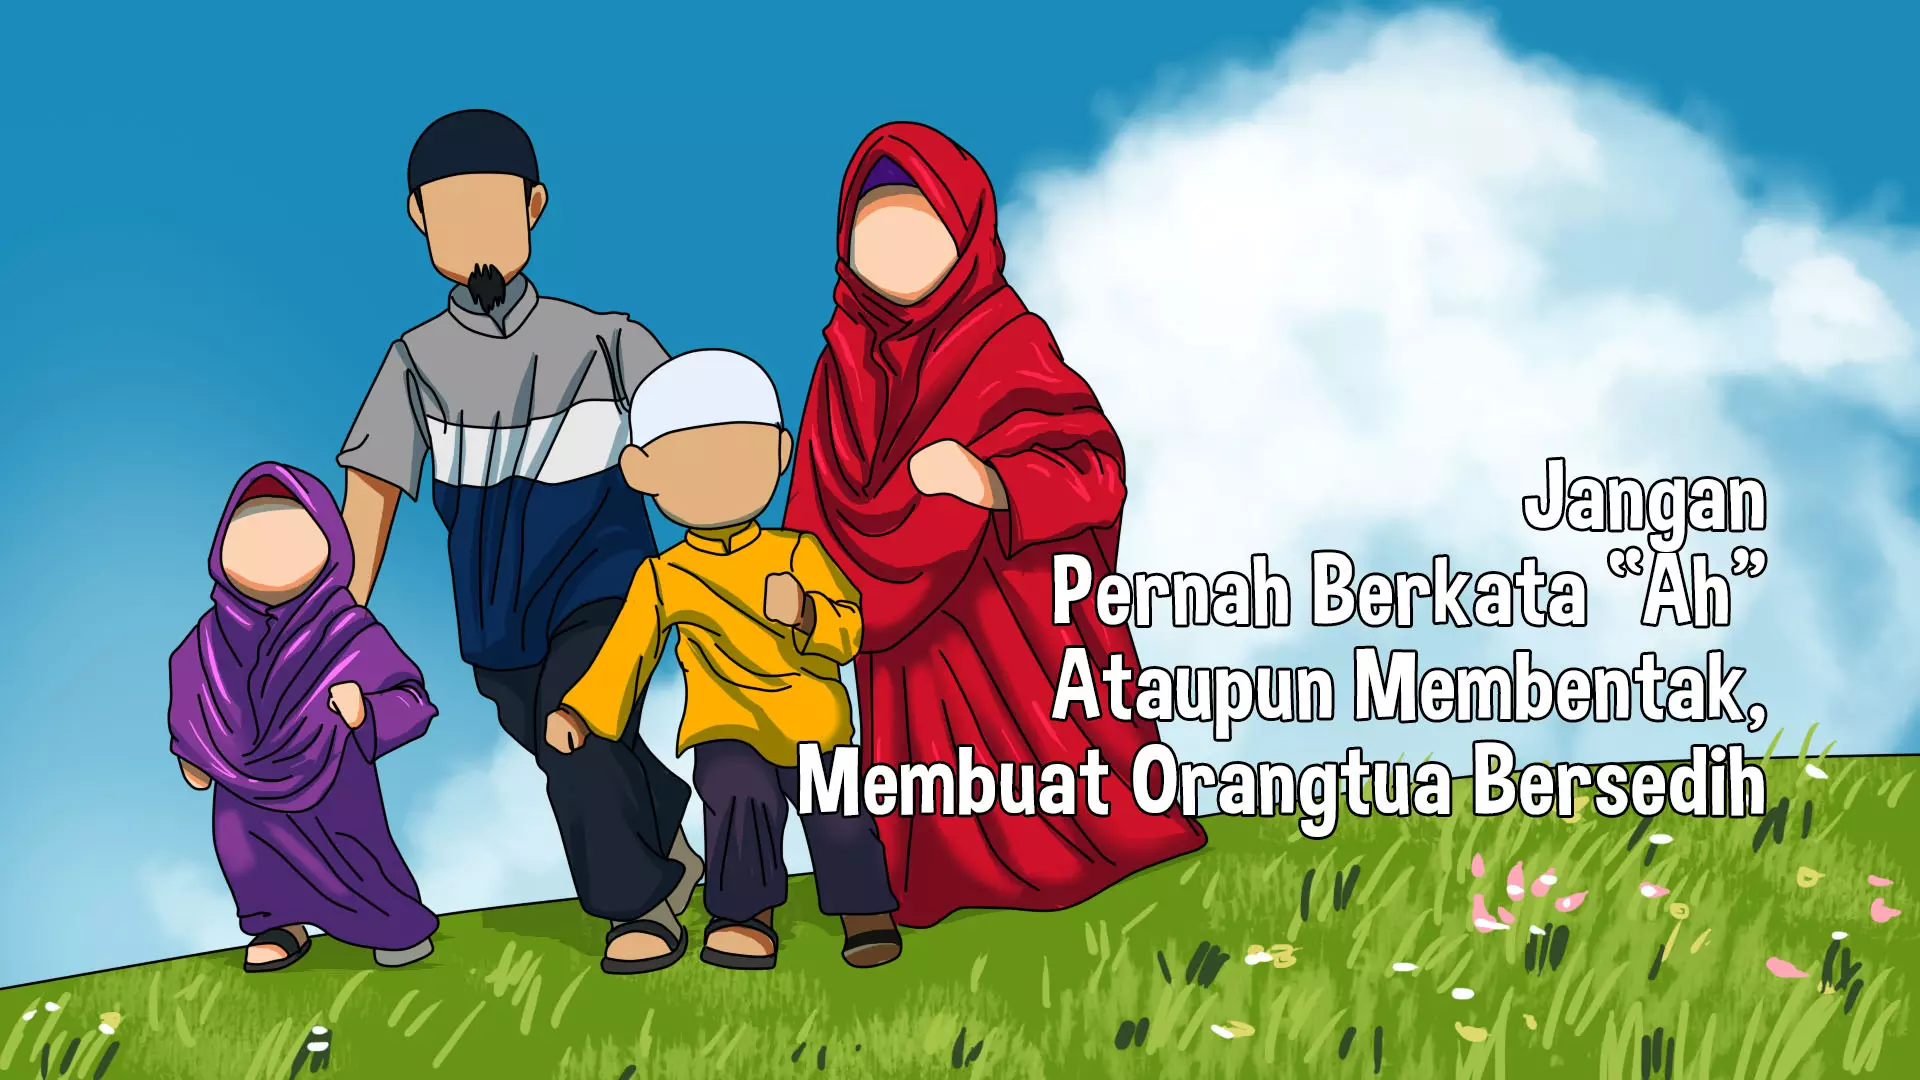 Jangan
Pernah Berkata “Ah”
Ataupun Membentak,
Membuat Orangtua Bersedih